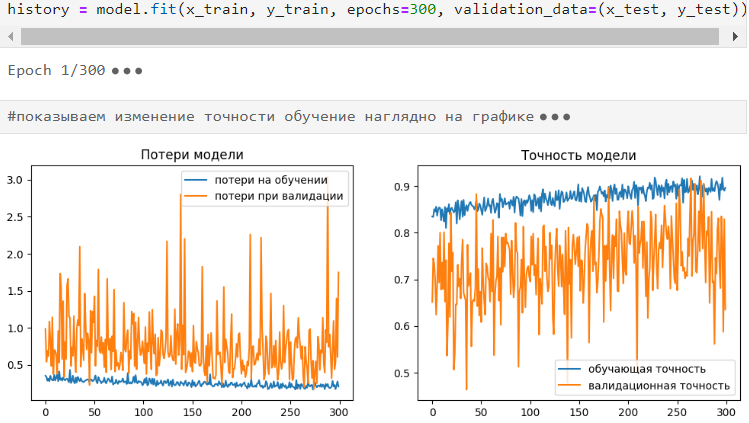 history = model.fit(x_train, y_train, epochs=300, validation_data=(x_test, y_test))
Epoch 1/300 •••
#показываем изменение точности обучение наглядно на графике •••
Потери модели
потери на обучении
потери при валидации
3.0
2.5
2.0
1.5
1.0
0.5
0 50 100 150 200 250 300
Точность модели
0.9
0.8
0.7
0.6
0.5
обучающая точность
валидационная точность
0 50 100 150 200 250 300